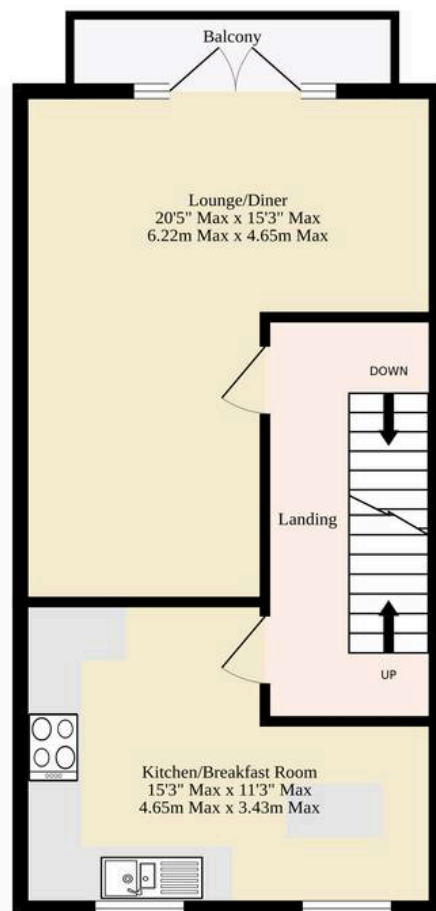 Balcony
Lounge/Diner
20'5" Max x 15'3" Max
6.22m Max x 4.65m Max
DOWN
Landing
UP
Kitchen/Breakfast Room
15'3" Max x 11'3" Max
4.65m Max x 3.43m Max